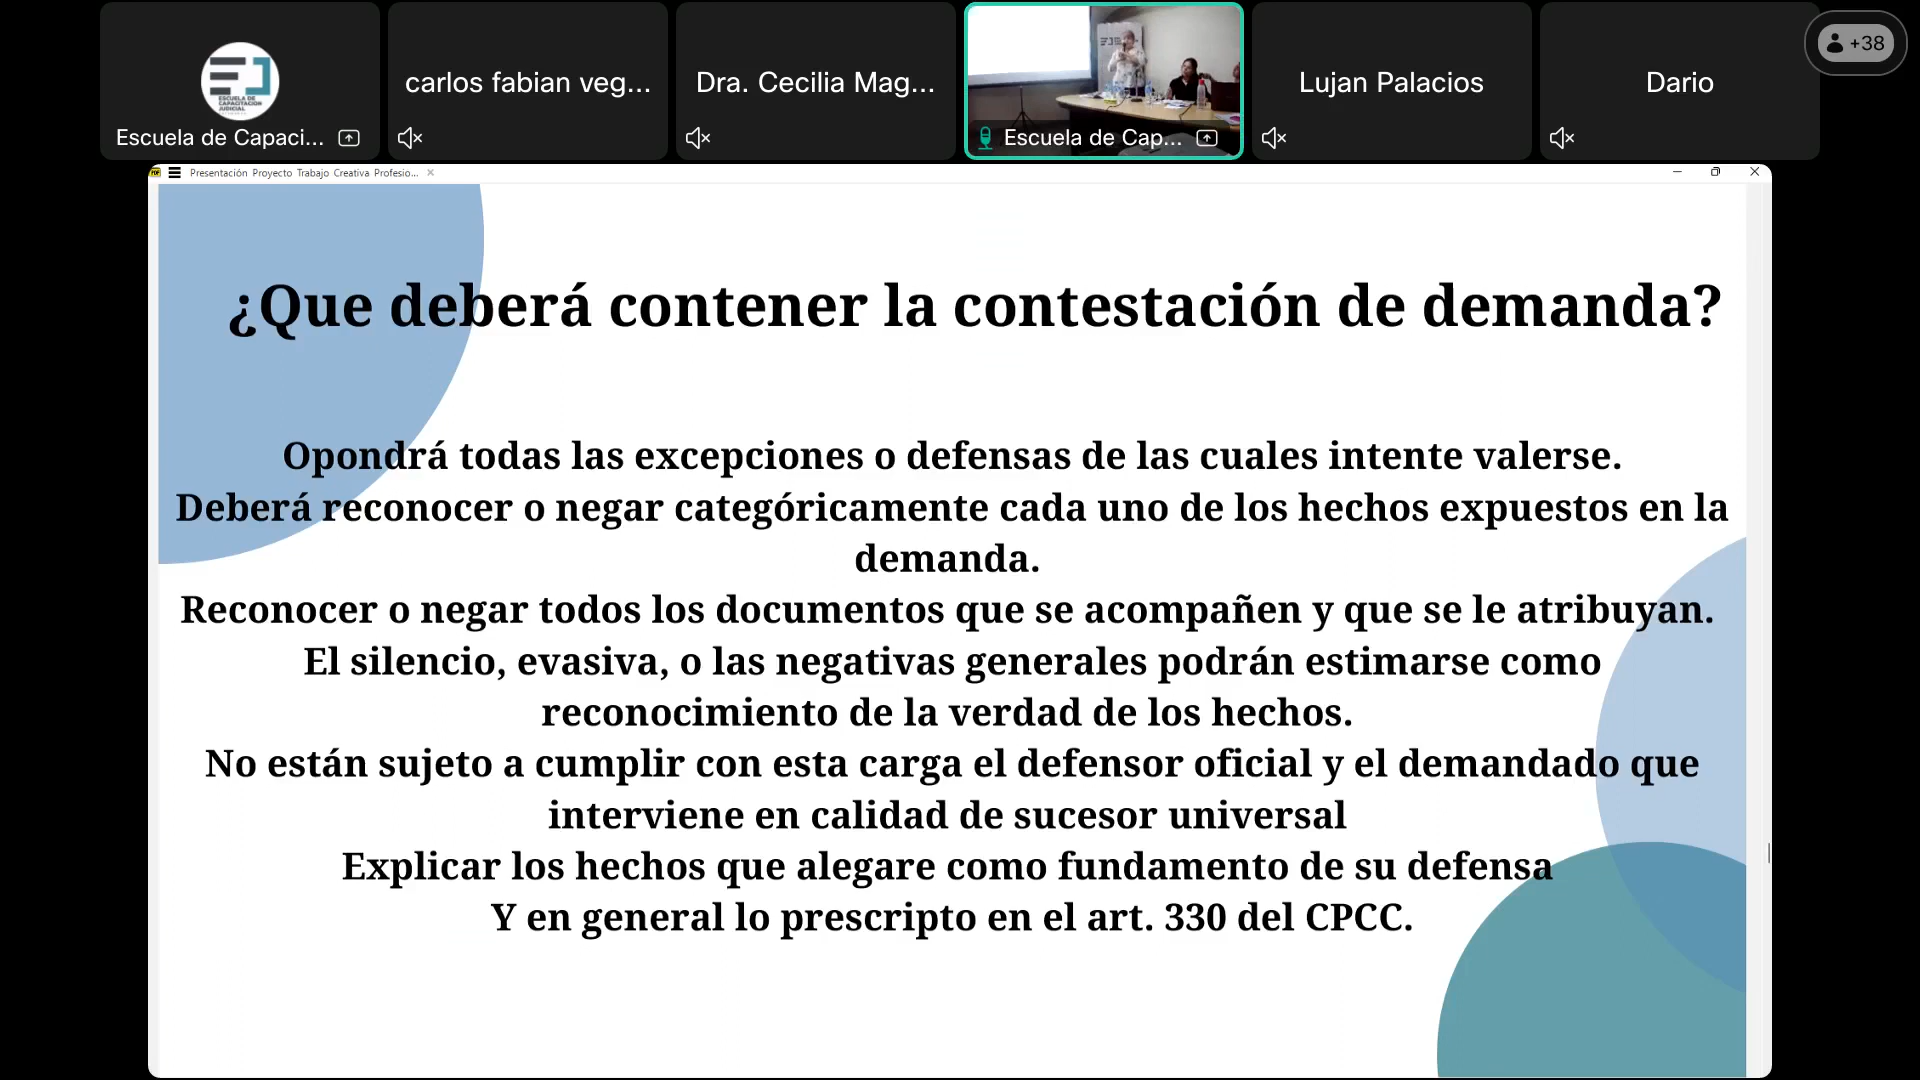 ESCUELA DE
CAPACITACION
JUDICIAL
Escuela de Capaci...
carlos fabian veg...
Dra. Cecilia Mag...
Escuela de Cap...
Lujan Palacios
Dario
+38
Presentación Proyecto Trabajo Creativa Profesio...
¿Que deberá contener la contestación de demanda?
Opondrá todas las excepciones o defensas de las cuales intente valerse.
Deberá reconocer o negar categóricamente cada uno de los hechos expuestos en la
demanda.
Reconocer o negar todos los documentos que se acompañen y que se le atribuyan.
El silencio, evasiva, o las negativas generales podrán estimarse como
reconocimiento de la verdad de los hechos.
No están sujeto a cumplir con esta carga el defensor oficial y el demandado que
interviene en calidad de sucesor universal
Explicar los hechos que alegare como fundamento de su defensa
Y en general lo prescripto en el art. 330 del CPCC.